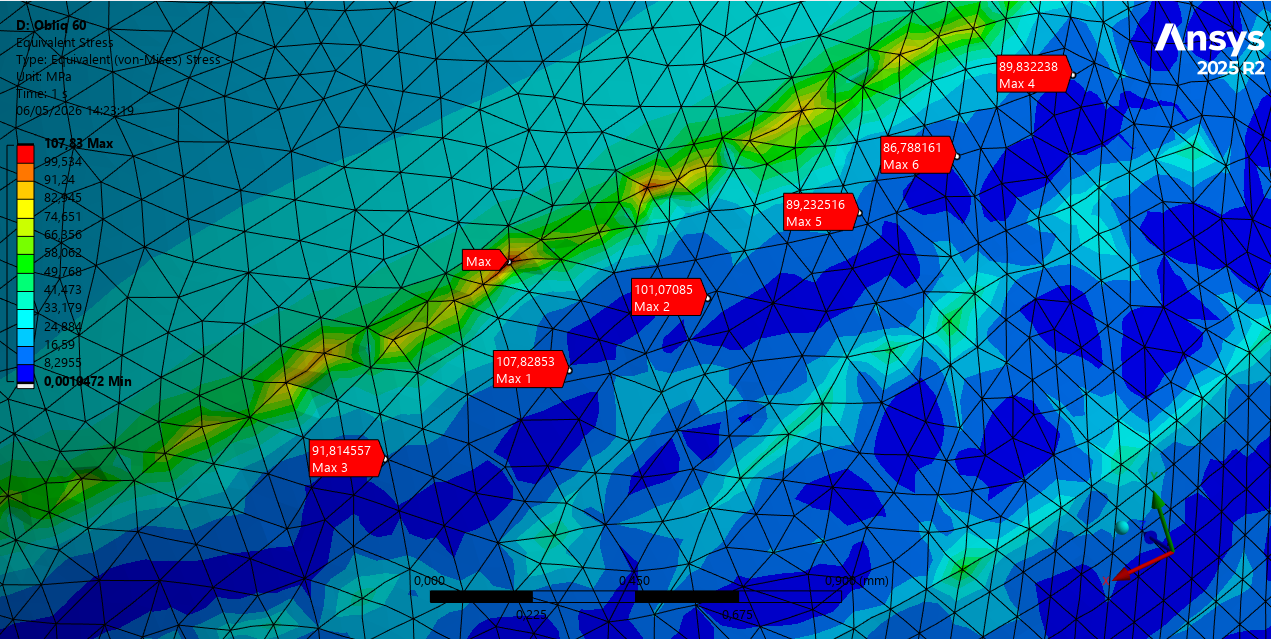 D: Obliq 60
Equivalent Stress
Type: Equivalent (von-Mises) Stress
Unit: MPa
Time: 1 s
06/05/2026 14:23:19
107,83 Max
99,534
91,24
82,945
74,651
66,356
58,062
49,768
41,473
33,179
24,884
16,59
8,2955
0,0010472 Min
Ansys
2025 R2
89,832238
Max 4
86,788161
Max 6
89,232516
Max 5
Max
101,07085
Max 2
107,82853
Max 1
91,814557
Max 3
0,000
0,450
0,900 (mm)
0,225
0,675